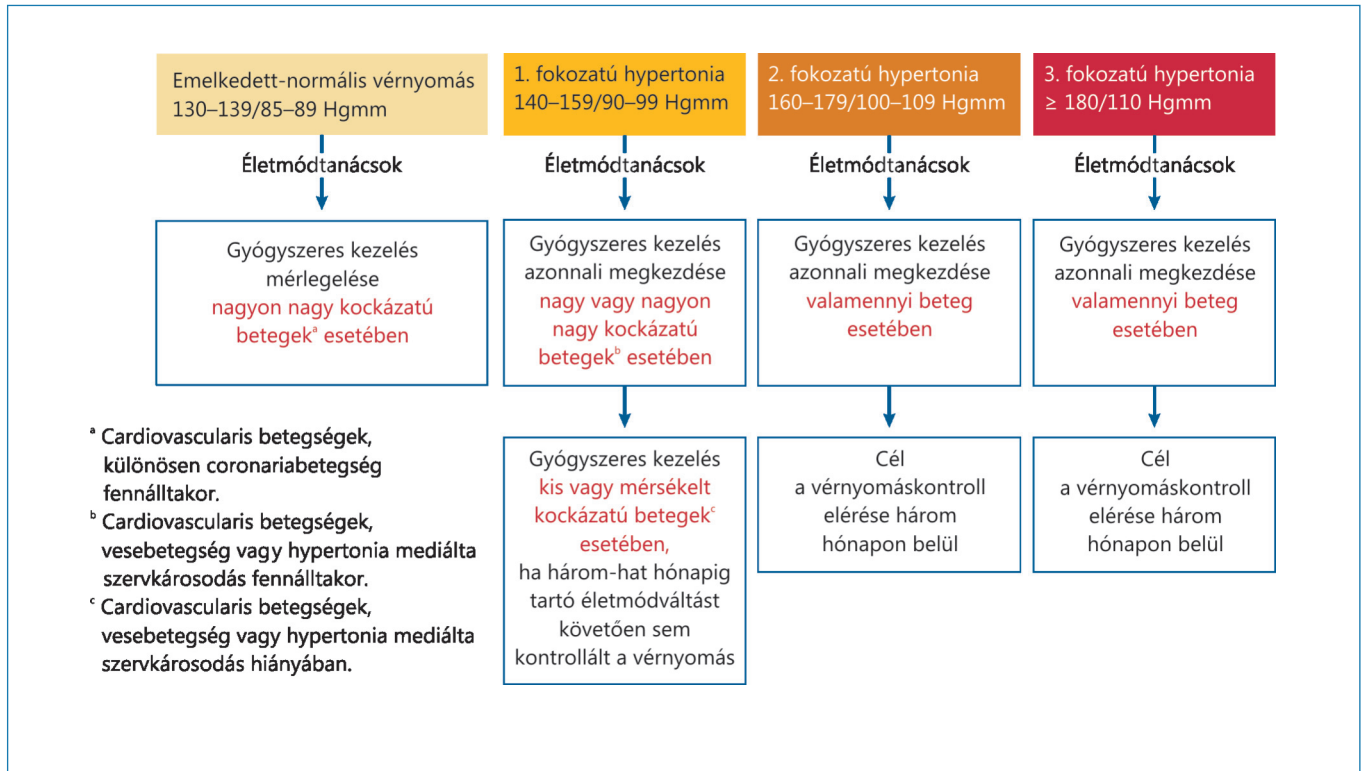 Emelkedett-normális vérnyomás
130–139/85–89 Hgmm
Életmódtanácsok
Gyógyszeres kezelés
mérlegelése
nagyon nagy kockázatú
betegekᵃ esetében
1. fokozatú hypertonia
140–159/90–99 Hgmm
Életmódtanácsok
Gyógyszeres kezelés
azonnali megkezdése
nagy vagy nagyon
nagy kockázatú
betegekᵇ esetében
Gyógyszeres kezelés
kis vagy mérsékelt
kockázatú betegekᶜ
esetében,
ha három-hat hónapig
tartó életmódváltást
követően sem
kontrollált a vérnyomás
2. fokozatú hypertonia
160–179/100–109 Hgmm
Életmódtanácsok
Gyógyszeres kezelés
azonnali megkezdése
valamennyi beteg
esetében
Cél
a vérnyomáskontroll
elérése három
hónapon belül
3. fokozatú hypertonia
≥ 180/110 Hgmm
Életmódtanácsok
Gyógyszeres kezelés
azonnali megkezdése
valamennyi beteg
esetében
Cél
a vérnyomáskontroll
elérése három
hónapon belül
ᵃ Cardiovascularis betegségek,
különösen coronariabetegség
fennálltakor.
ᵇ Cardiovascularis betegségek,
vesebetegség vagy hypertonia mediálta
szervkárosodás fennálltakor.
ᶜ Cardiovascularis betegségek,
vesebetegség vagy hypertonia mediálta
szervkárosodás hiányában.